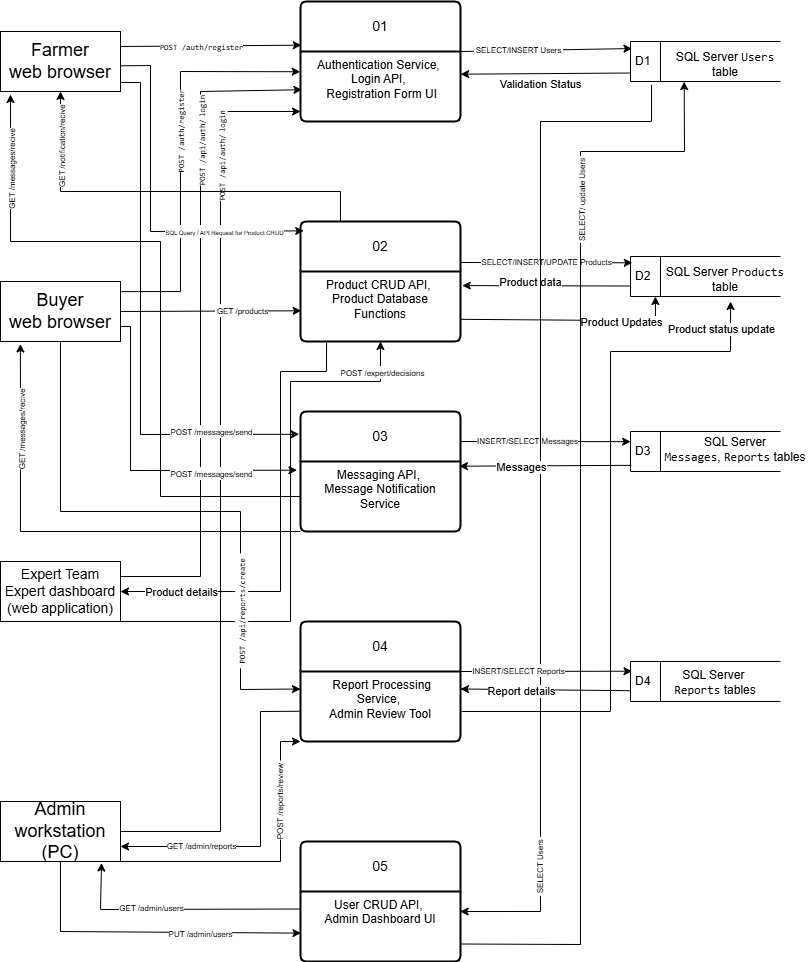 01
Farmer
web browser
POST /auth/register
SELECT/INSERT Users
Authentication Service,
Login API,
Registration Form UI
D1
SQL Server Users
table
Validation Status
POST /auth/register
POST /api/auth/ login
POST /api/auth/ login
GET /messages/recive
GET /notification/recive
SELECT/ update Users
SQL Query / API Request for Product CRUD
02
SELECT/INSERT/UPDATE Products
Product data
D2
SQL Server Products
table
Buyer
web browser
Product CRUD API,
Product Database
Functions
GET /products
Product Updates
Product status update
POST /expert/decisions
GET /messages/recive
POST /messages/send
03
INSERT/SELECT Messages
D3
SQL Server
Messages, Reports tables
POST /messages/send
Messaging API,
Message Notification
Service
Messages
Expert Team
Expert dashboard
(web application)
Product details
POST /api/reports/create
04
INSERT/SELECT Reports
D4
SQL Server
Reports tables
Report Processing
Service,
Admin Review Tool
Report details
POST /reports/review
Admin
workstation
(PC)
GET /admin/reports
05
SELECT Users
GET /admin/users
User CRUD API,
Admin Dashboard UI
PUT /admin/users